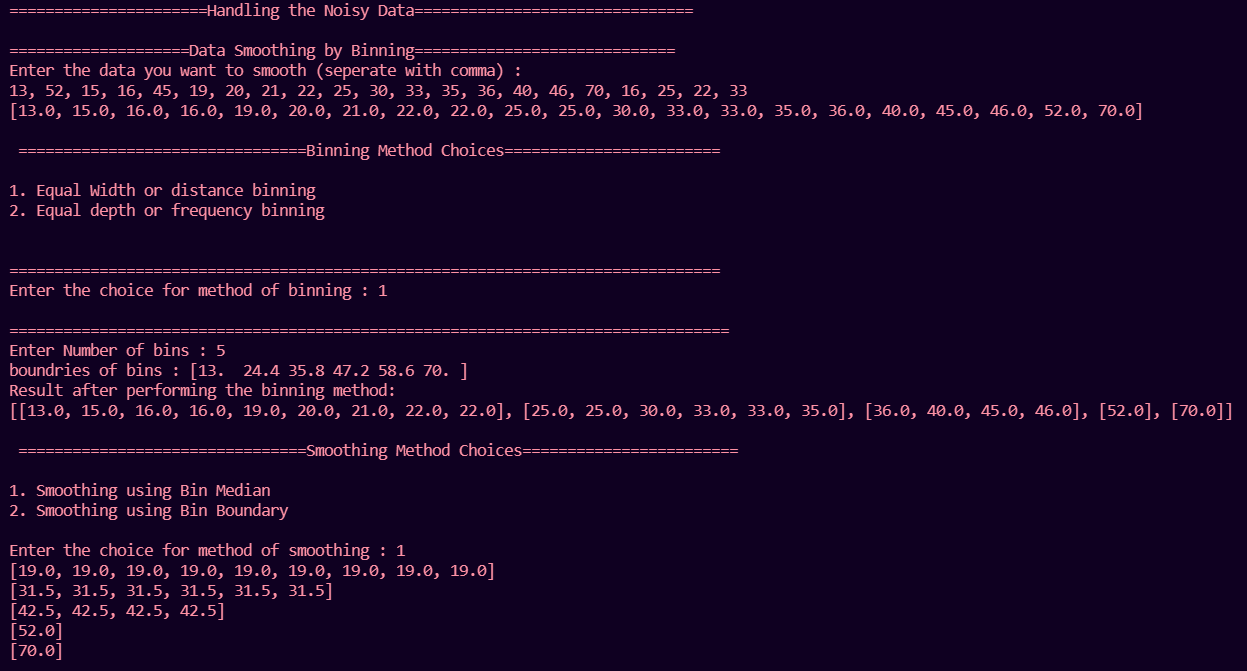 ======================Handling the Noisy Data===============================
====================Data Smoothing by Binning=============================
Enter the data you want to smooth (seperate with comma) :
13, 52, 15, 16, 45, 19, 20, 21, 22, 25, 30, 33, 35, 36, 40, 46, 70, 16, 25, 22, 33
[13.0, 15.0, 16.0, 16.0, 19.0, 20.0, 21.0, 22.0, 22.0, 25.0, 25.0, 30.0, 33.0, 33.0, 35.0, 36.0, 40.0, 45.0, 46.0, 52.0, 70.0]
================================Binning Method Choices========================
1. Equal Width or distance binning
2. Equal depth or frequency binning
===============================================================================
Enter the choice for method of binning : 1
================================================================================
Enter Number of bins : 5
boundries of bins : [13.  24.4 35.8 47.2 58.6 70. ]
Result after performing the binning method:
[[13.0, 15.0, 16.0, 16.0, 19.0, 20.0, 21.0, 22.0, 22.0], [25.0, 25.0, 30.0, 33.0, 33.0, 35.0], [36.0, 40.0, 45.0, 46.0], [52.0], [70.0]]
================================Smoothing Method Choices========================
1. Smoothing using Bin Median
2. Smoothing using Bin Boundary
Enter the choice for method of smoothing : 1
[19.0, 19.0, 19.0, 19.0, 19.0, 19.0, 19.0, 19.0, 19.0]
[31.5, 31.5, 31.5, 31.5, 31.5, 31.5]
[42.5, 42.5, 42.5, 42.5]
[52.0]
[70.0]